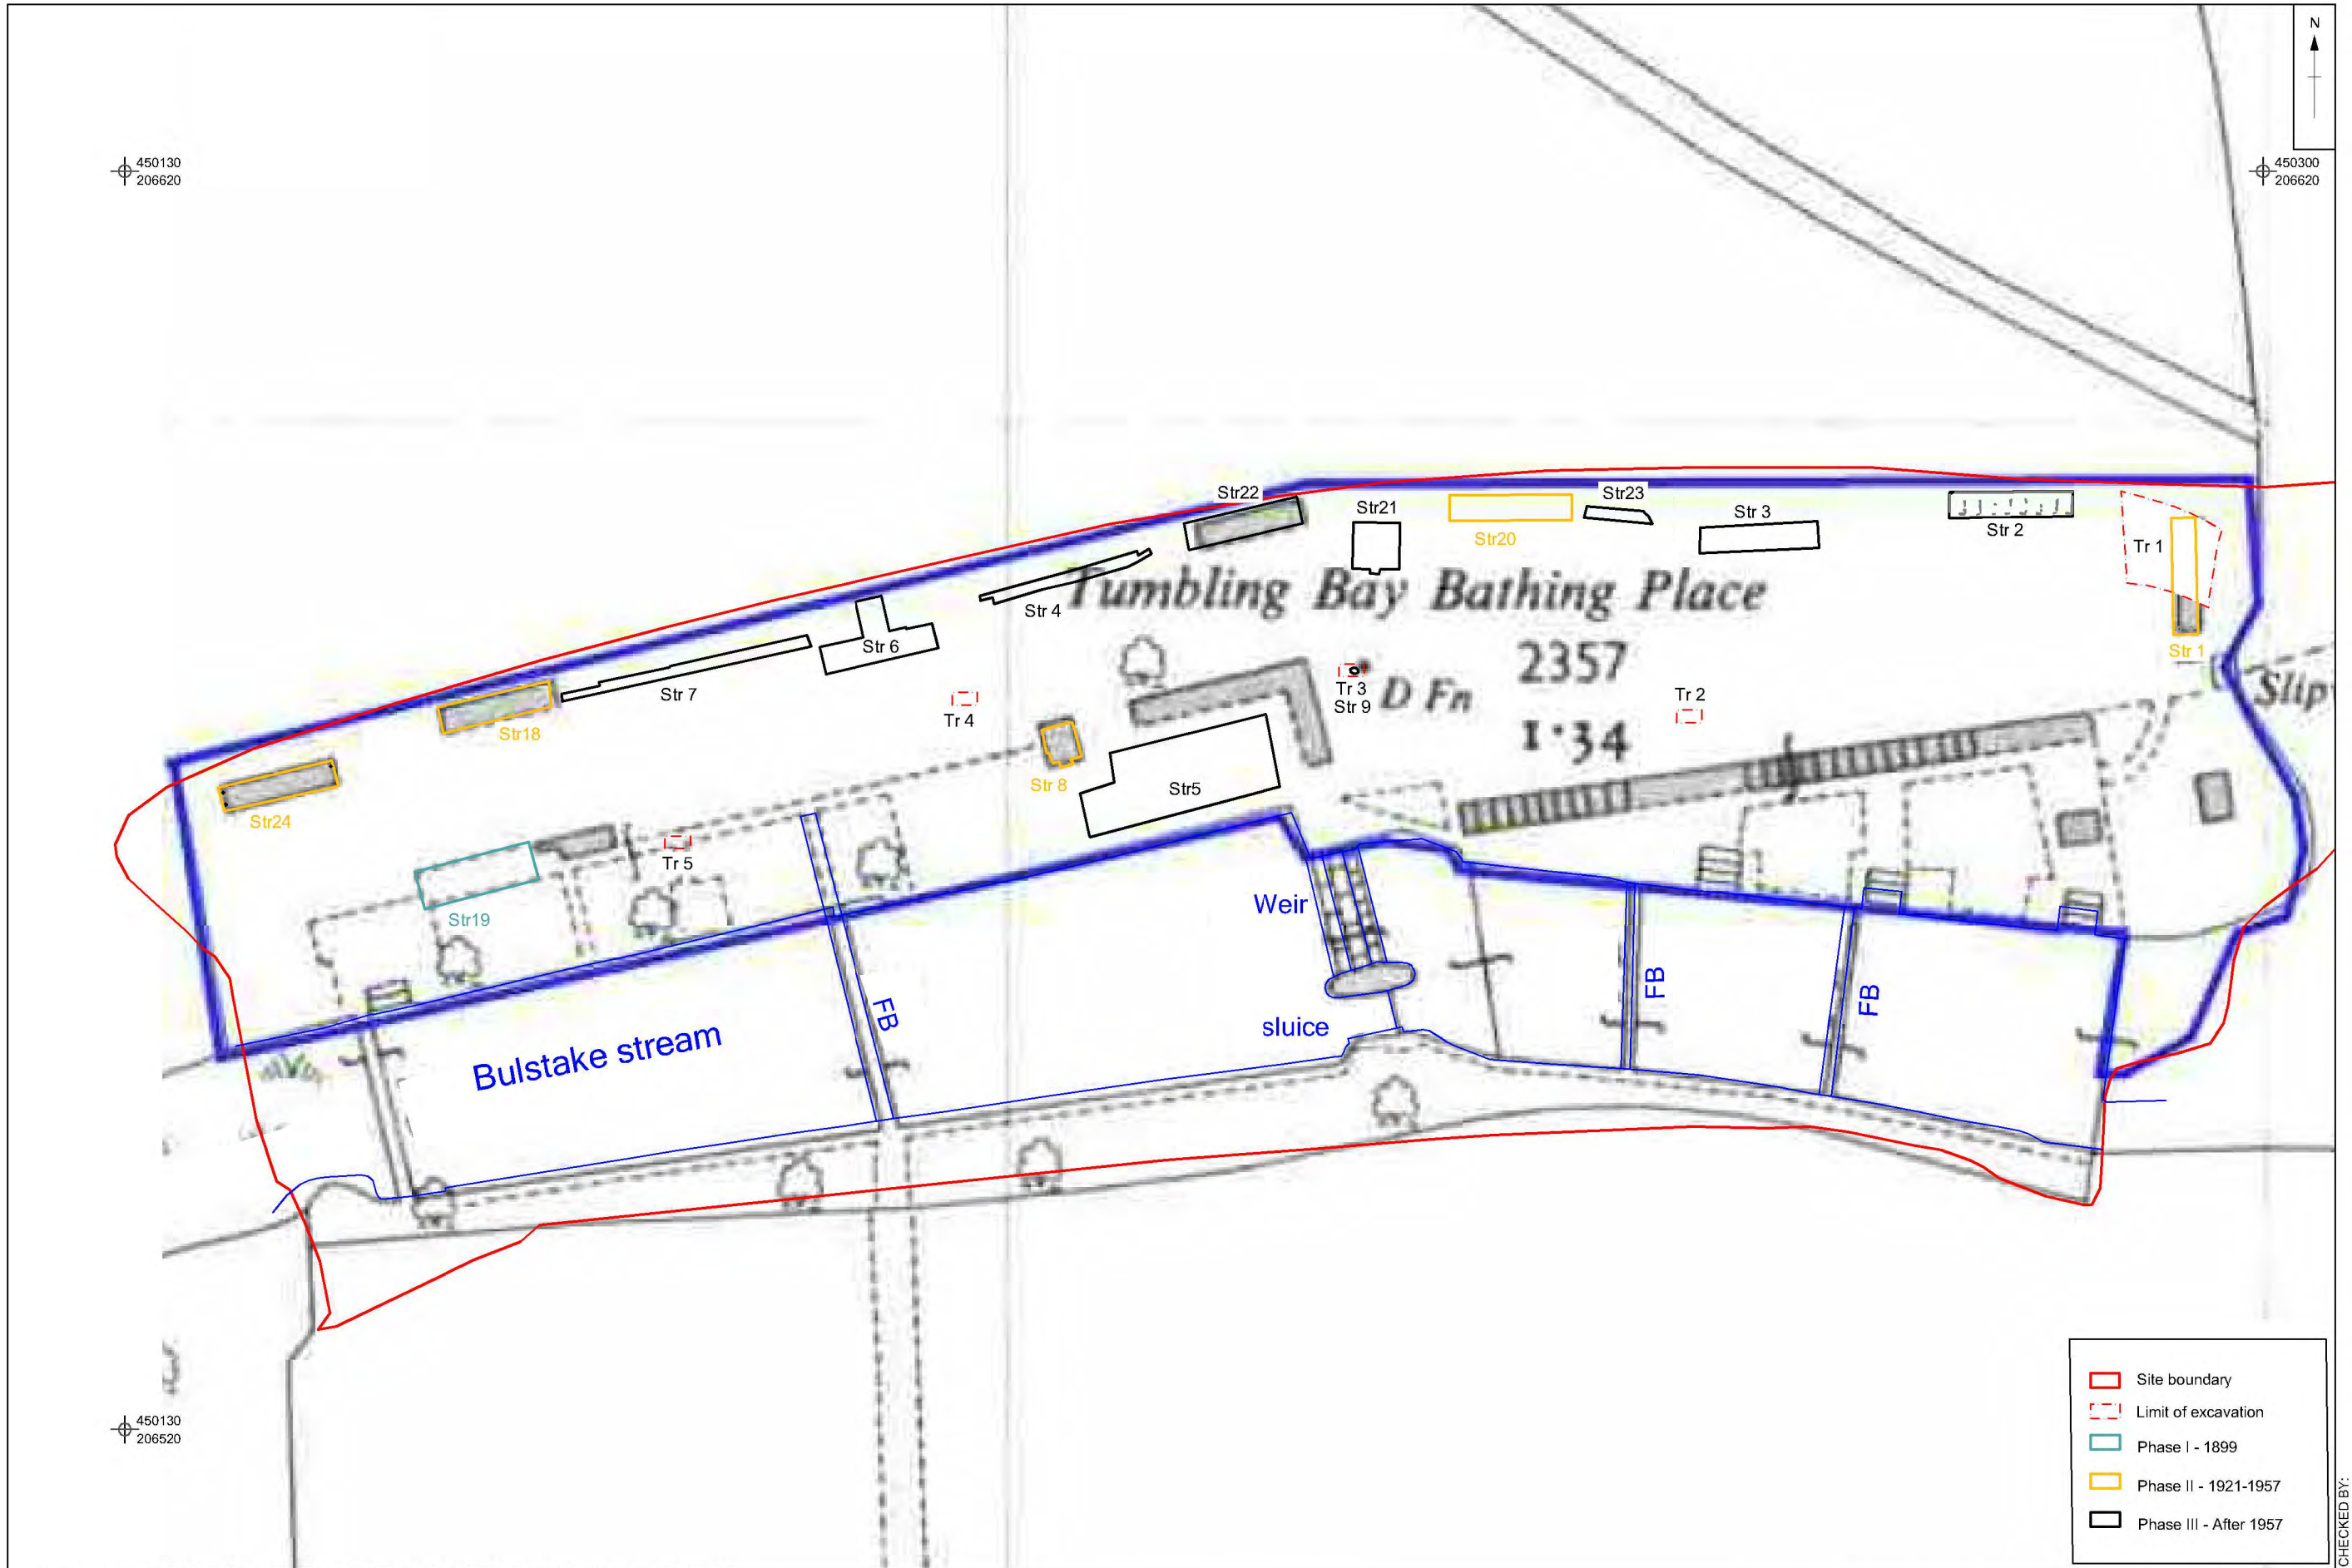 N
450130
206620
450300
206620
Str22
Str21
Str20
Str23
Str 3
Str 2
Tr 1
Str 1
Str 4
Tumbling Bay Bathing Place
2357
1·34
Str 6
Str 7
Tr 4
Str18
Str 8
Str5
Tr 3
Str 9
D Fn
Tr 2
Slip
Str24
Tr 5
Str19
Weir
sluice
FB
FB
FB
Bulstake stream
450130
206520
Site boundary
Limit of excavation
Phase I - 1899
Phase II - 1921-1957
Phase III - After 1957
CHECKED BY: